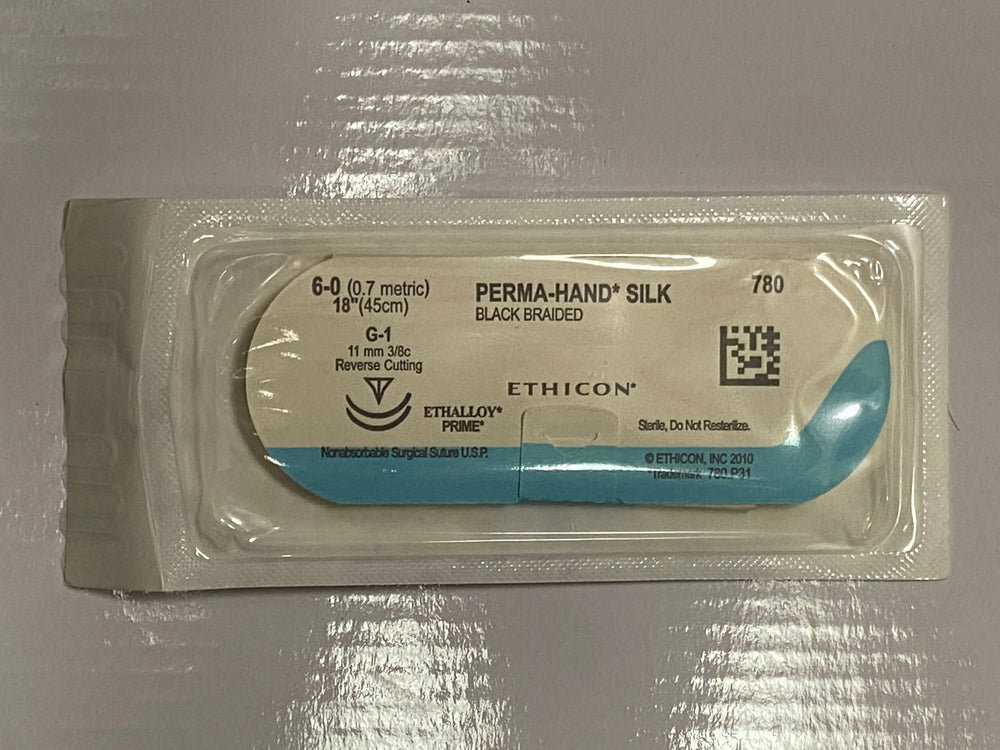 6-0 (0.7 metric)
18"(45cm)
G-1
11 mm 3/8c
Reverse Cutting
ETHALLOY*
PRIME*
Nonabsorbable Surgical Suture U.S.P.
PERMA-HAND* SILK
BLACK BRAIDED
ETHICON*
780
Sterile, Do Not Resterilize.
© ETHICON, INC 2010
*Trademark 780.P31